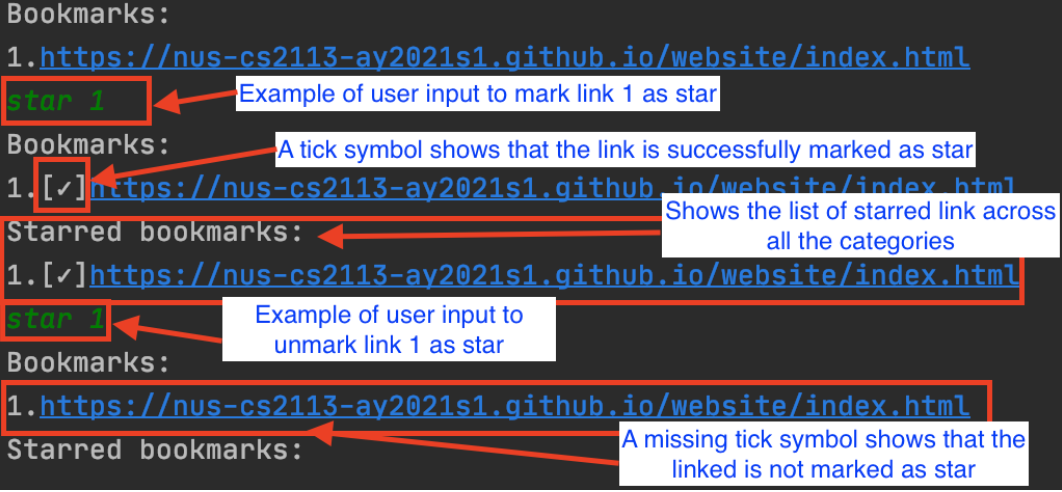 Bookmarks:
1.https://nus-cs2113-ay2021s1.github.io/website/index.html
star 1
Example of user input to mark link 1 as star
Bookmarks:
A tick symbol shows that the link is successfully marked as star
1.[✓]https://nus-cs2113-ay2021s1.github.io/website/index.html
Shows the list of starred link across
all the categories
Starred bookmarks:
1.[✓]https://nus-cs2113-ay2021s1.github.io/website/index.html
star 1
Example of user input to
unmark link 1 as star
Bookmarks:
1.https://nus-cs2113-ay2021s1.github.io/website/index.html
A missing tick symbol shows that the
linked is not marked as star
Starred bookmarks: